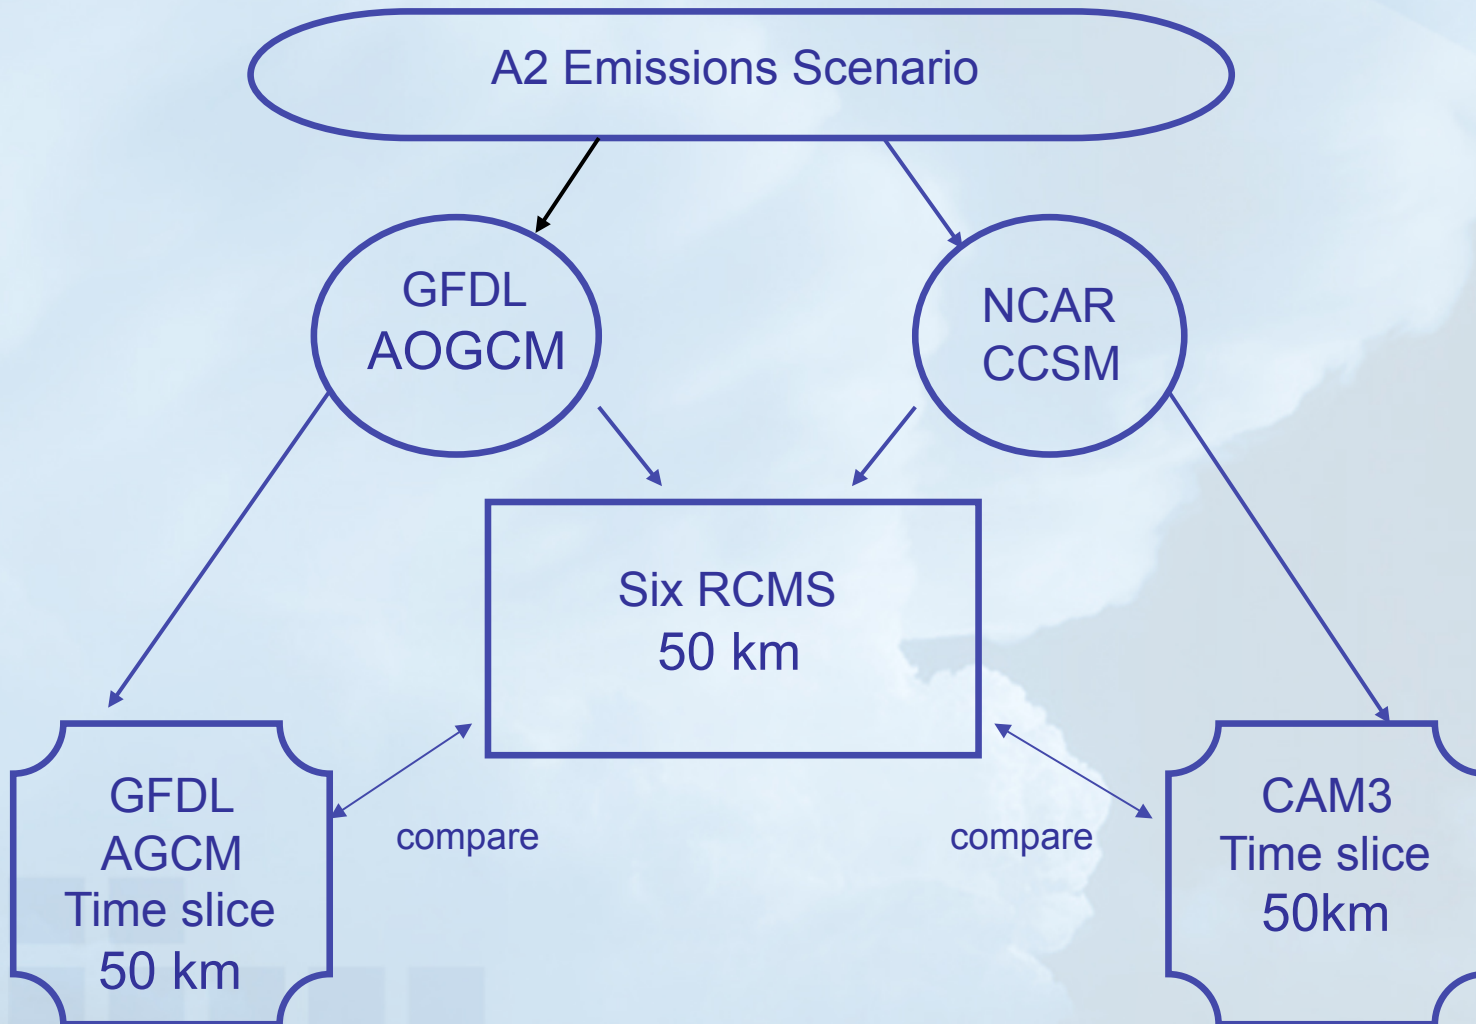 A2 Emissions Scenario
GFDL
AOGCM
NCAR
CCSM
Six RCMS
50 km
GFDL
AGCM
Time slice
50 km
compare
compare
CAM3
Time slice
50km